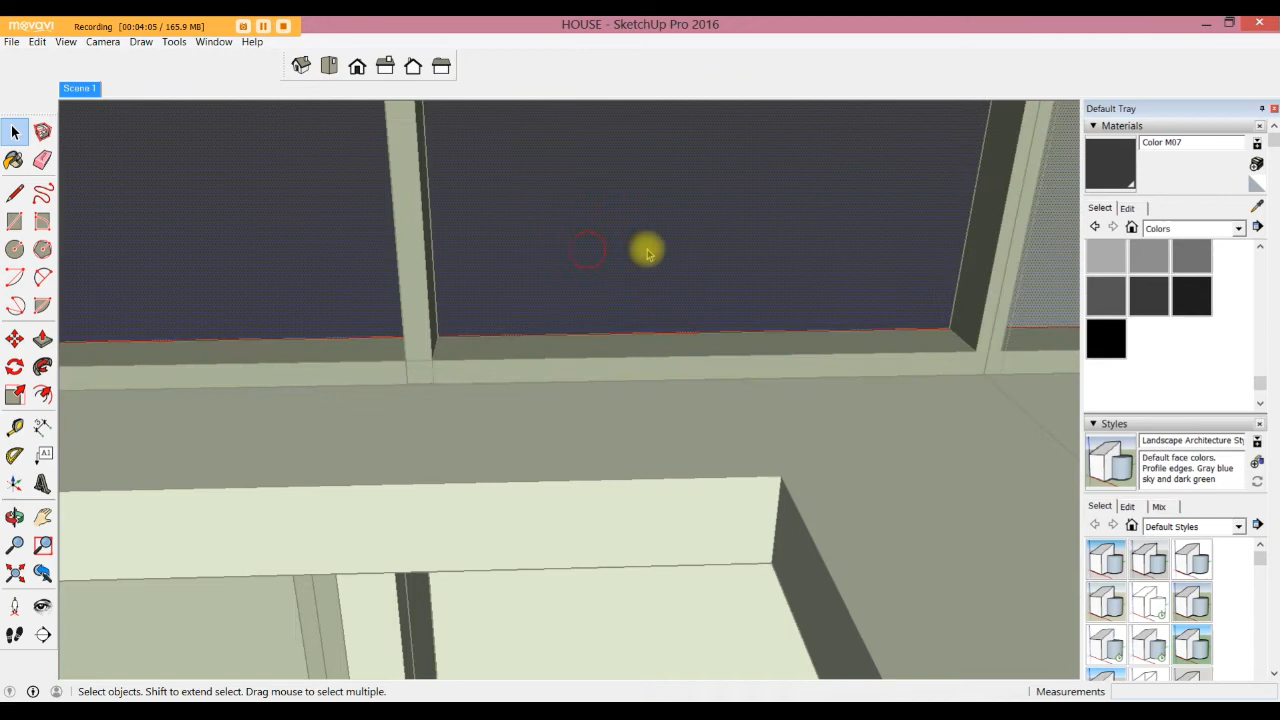 movavi
Recording [00:04:05 / 165.9 MB]
HOUSE - SketchUp Pro 2016
File Edit View Camera Draw Tools Window Help
Scene 1
Default Tray
Materials
Color M07
Select Edit
Colors
Styles
Landscape Architecture Sty
Default face colors.
Profile edges. Gray blue
sky and dark green
Select Edit Mix
Default Styles
A1
Select objects. Shift to extend select. Drag mouse to select multiple.
Measurements